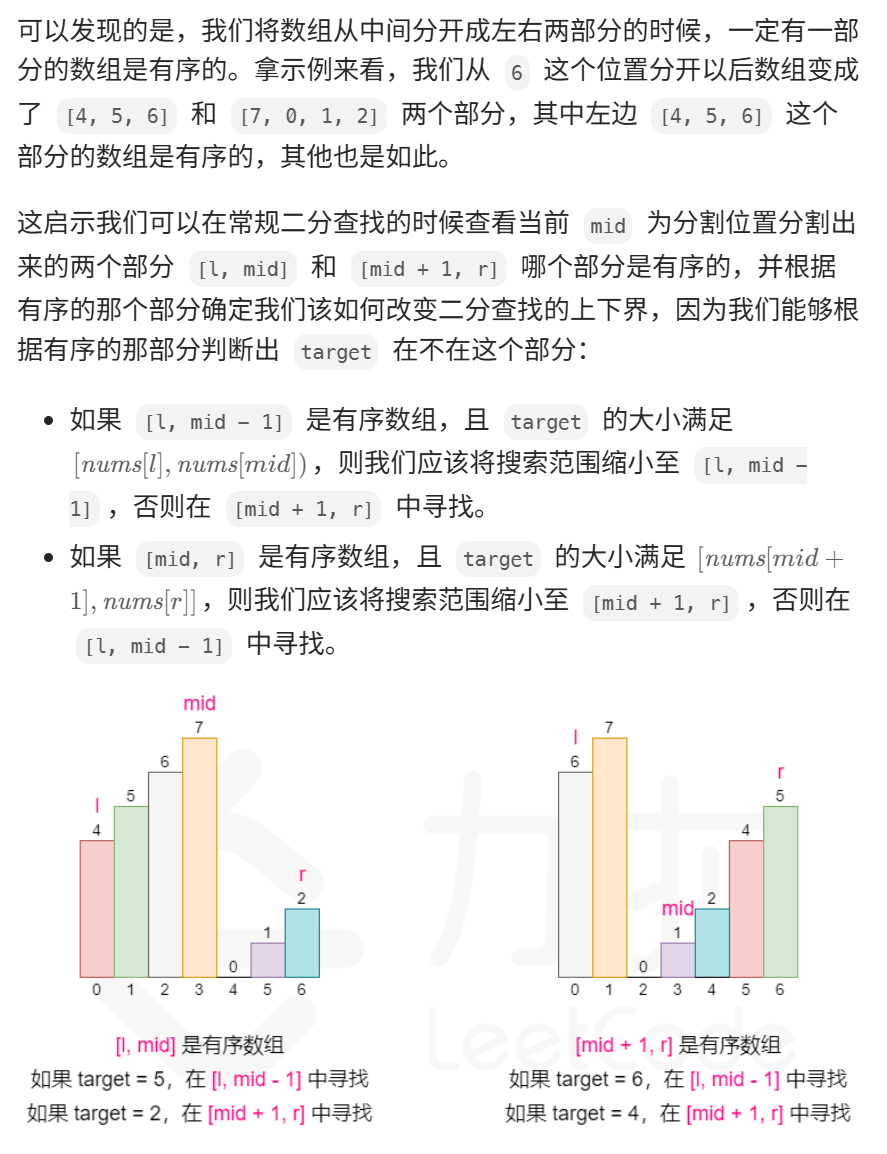 可以发现的是，我们将数组从中间分开成左右两部分的时候，一定有一部
分的数组是有序的。拿示例来看，我们从 6 这个位置分开以后数组变成
了 [4, 5, 6] 和 [7, 0, 1, 2] 两个部分，其中左边 [4, 5, 6] 这个
部分的数组是有序的，其他也是如此。
这启示我们可以在常规二分查找的时候查看当前 mid 为分割位置分割出
来的两个部分 [l, mid] 和 [mid + 1, r] 哪个部分是有序的，并根据
有序的那个部分确定我们该如何改变二分查找的上下界，因为我们能够根
据有序的那部分判断出 target 在不在这个部分：
• 如果 [l, mid - 1] 是有序数组，且 target 的大小满足
[nums[l], nums[mid])，则我们应该将搜索范围缩小至 [l, mid -
1]，否则在 [mid + 1, r] 中寻找。
• 如果 [mid, r] 是有序数组，且 target 的大小满足 [nums[mid +
1], nums[r]]，则我们应该将搜索范围缩小至 [mid + 1, r]，否则在
[l, mid - 1] 中寻找。
mid
7
6
l
5
4
r
2
1
0
0 1 2 3 4 5 6
[l, mid] 是有序数组
如果 target = 5，在 [l, mid - 1] 中寻找
如果 target = 2，在 [mid + 1, r] 中寻找
l
7
6
r
5
4
mid
2
1
0
0 1 2 3 4 5 6
[mid + 1, r] 是有序数组
如果 target = 6，在 [l, mid - 1] 中寻找
如果 target = 4，在 [mid + 1, r] 中寻找
力扣
LeetCode